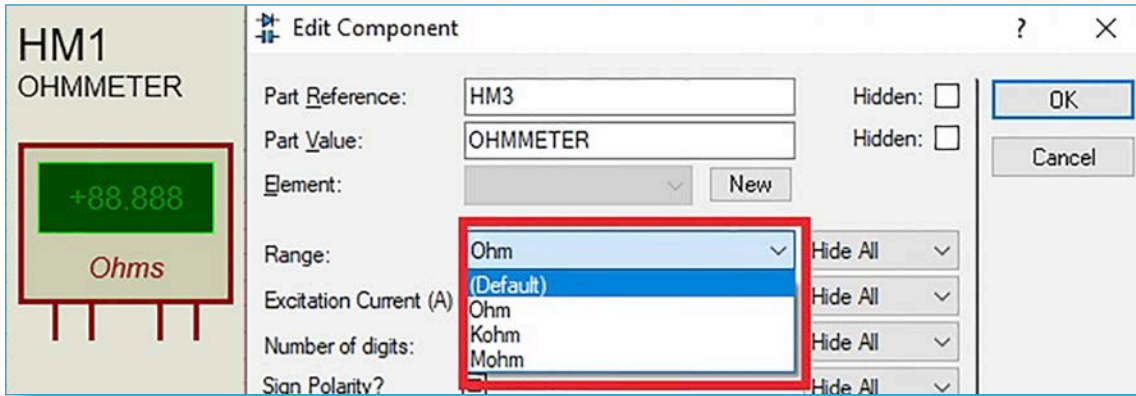 HM1
OHMMETER
+88.888
Ohms
Edit Component
? ×
Part Reference: HM3 Hidden:
OK
Part Value: OHMMETER Hidden:
Cancel
Element: New
Range: Ohm Hide All
(Default)
Excitation Current (A) Hide All
Ohm
Kohm
Number of digits: Hide All
Mohm
Sign Polarity? Hide All